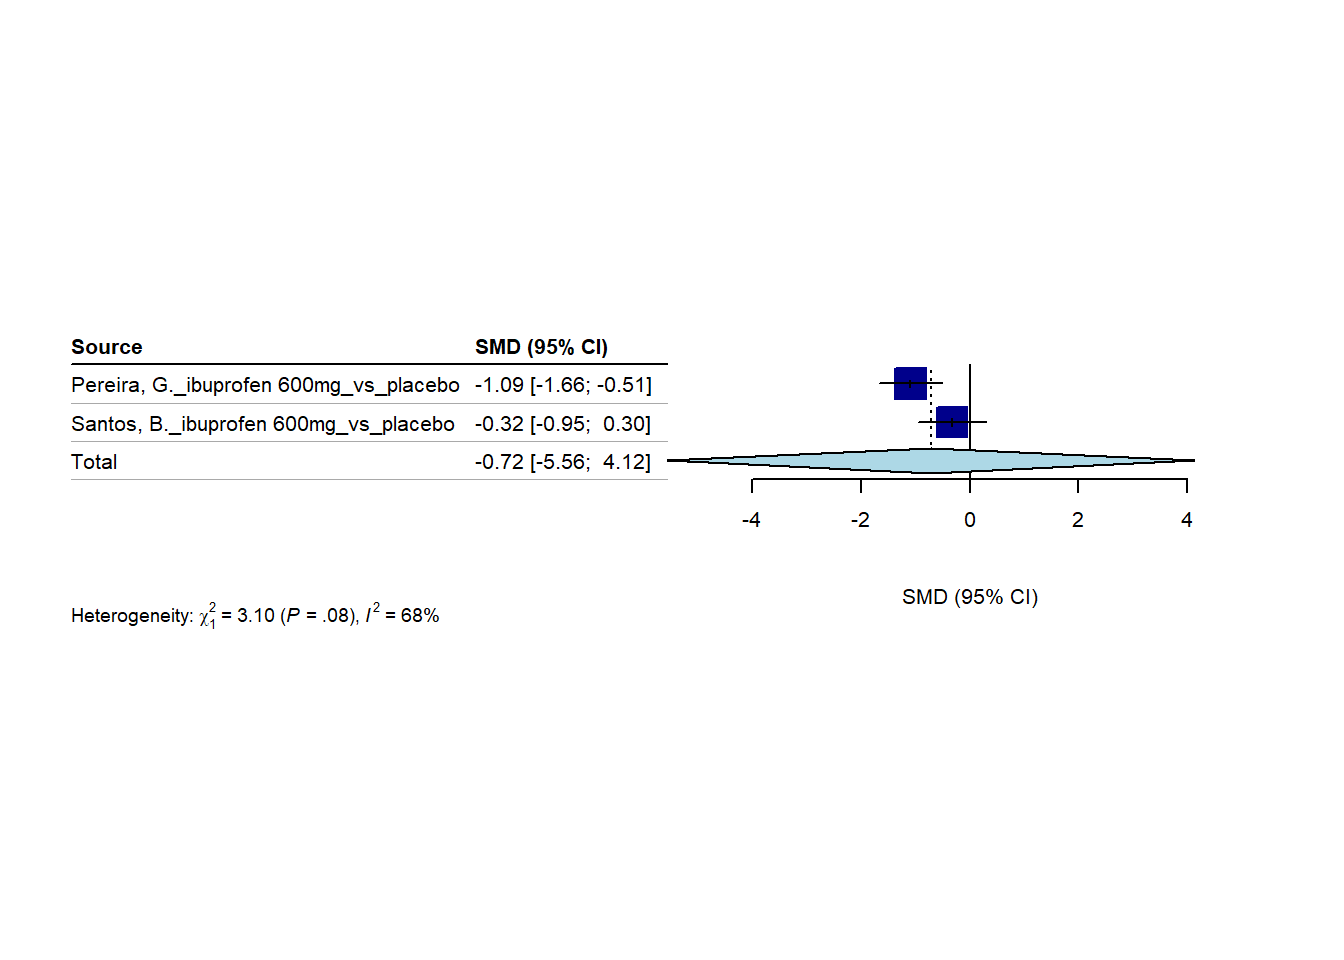 Source SMD (95% CI)
Pereira, G._ibuprofen 600mg_vs_placebo -1.09 [-1.66; -0.51]
Santos, B._ibuprofen 600mg_vs_placebo -0.32 [-0.95; 0.30]
Total -0.72 [-5.56; 4.12]
-4 -2 0 2 4
SMD (95% CI)
Heterogeneity: χ²₁ = 3.10 (P = .08), I² = 68%